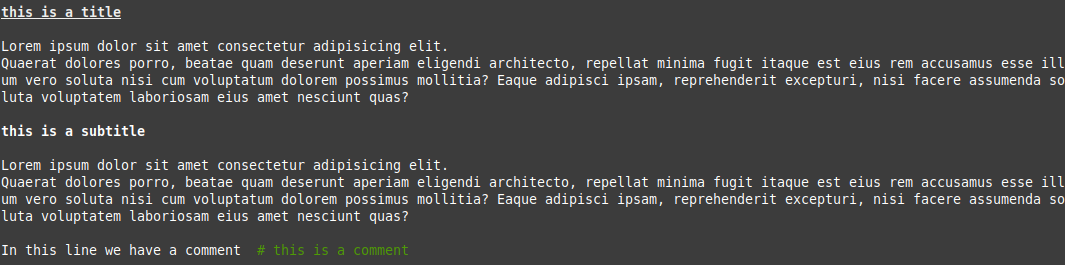 this is a title
Lorem ipsum dolor sit amet consectetur adipisicing elit.
Quaerat dolores porro, beatae quam deserunt aperiam eligendi architecto, repellat minima fugit itaque est eius rem accusamus esse ill
um vero soluta nisi cum voluptatum dolorem possimus mollitia? Eaque adipisci ipsam, reprehenderit excepturi, nisi facere assumenda so
luta voluptatem laboriosam eius amet nesciunt quas?
this is a subtitle
Lorem ipsum dolor sit amet consectetur adipisicing elit.
Quaerat dolores porro, beatae quam deserunt aperiam eligendi architecto, repellat minima fugit itaque est eius rem accusamus esse ill
um vero soluta nisi cum voluptatum dolorem possimus mollitia? Eaque adipisci ipsam, reprehenderit excepturi, nisi facere assumenda so
luta voluptatem laboriosam eius amet nesciunt quas?
In this line we have a comment  # this is a comment